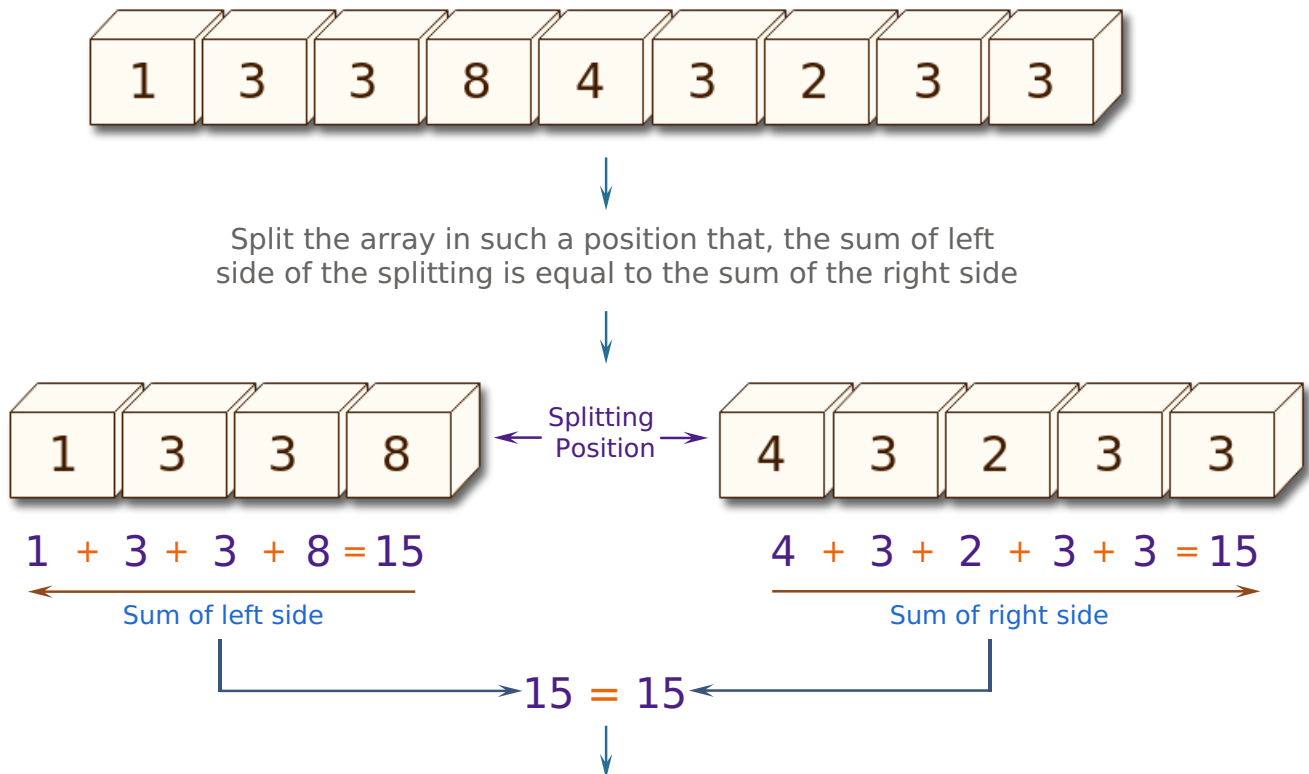 1 3 3 8 4 3 2 3 3
Split the array in such a position that, the sum of left
side of the splitting is equal to the sum of the right side
1 3 3 8
Splitting
Position
4 3 2 3 3
1 + 3 + 3 + 8 = 15
4 + 3 + 2 + 3 + 3 = 15
Sum of left side
Sum of right side
15 = 15